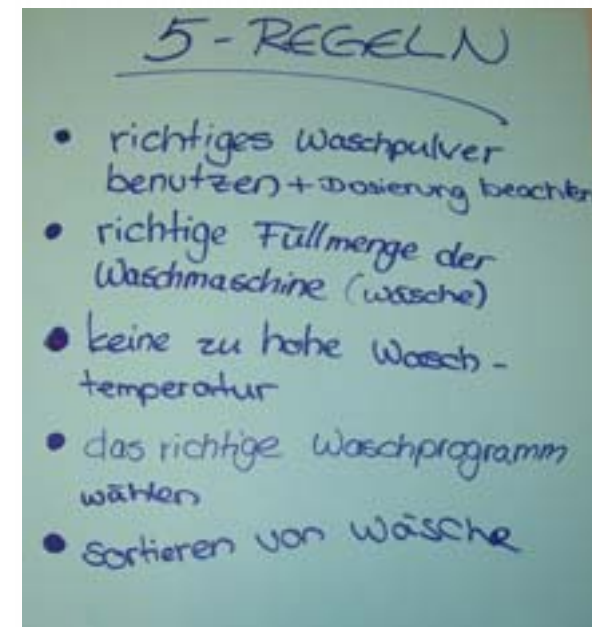 5-REGELN
• richtiges Waschpulver
benutzen + Dosierung beachten
• richtige Füllmenge der
Waschmaschine (Wäsche)
• keine zu hohe Wasch-
temperatur
• das richtige Waschprogramm
wählen
• Sortieren von Wäsche